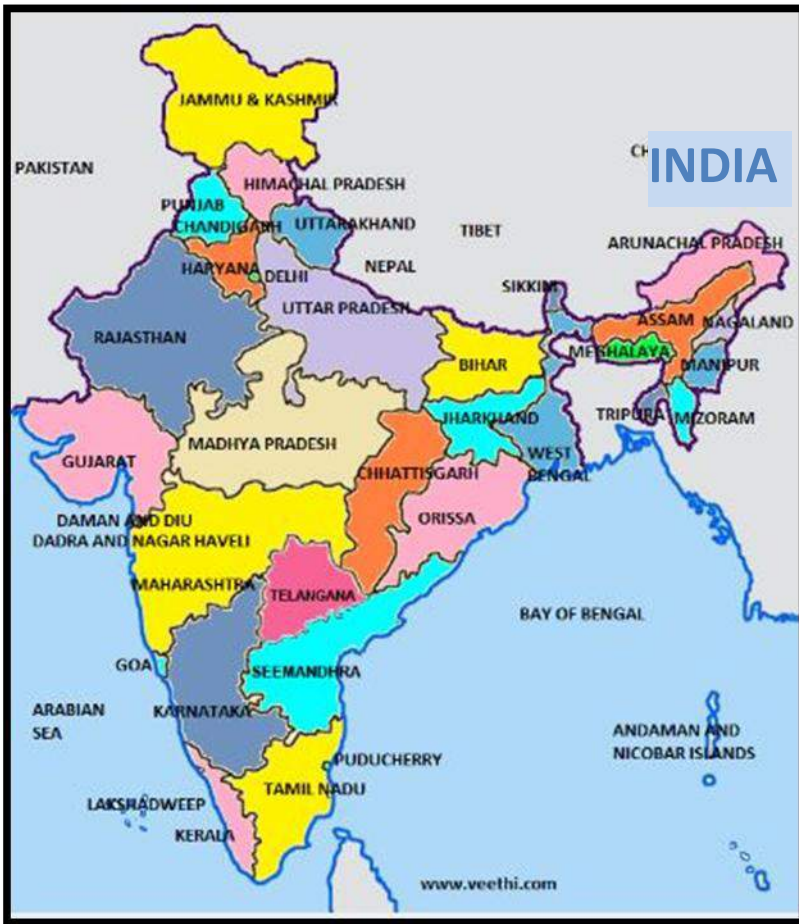 JAMMU & KASHMIR
PAKISTAN
INDIA
HIMACHAL PRADESH
PUNJAB
CHANDIGARH
UTTARAKHAND
TIBET
ARUNACHAL PRADESH
HARYANA
DELHI
NEPAL
SIKKIM
UTTAR PRADESH
ASSAM
NAGALAND
RAJASTHAN
BIHAR
MEGHALAYA
MANIPUR
JHARKHAND
TRIPURA
MIZORAM
GUJARAT
MADHYA PRADESH
WEST
BENGAL
CHHATTISGARH
ORISSA
DAMAN AND DIU
DADRA AND NAGAR HAVELI
MAHARASHTRA
TELANGANA
BAY OF BENGAL
GOA
SEEMANDHRA
ARABIAN
SEA
KARNATAKA
ANDAMAN AND
NICOBAR ISLANDS
PUDUCHERRY
TAMIL NADU
LAKSHADWEEP
KERALA
www.veethi.com